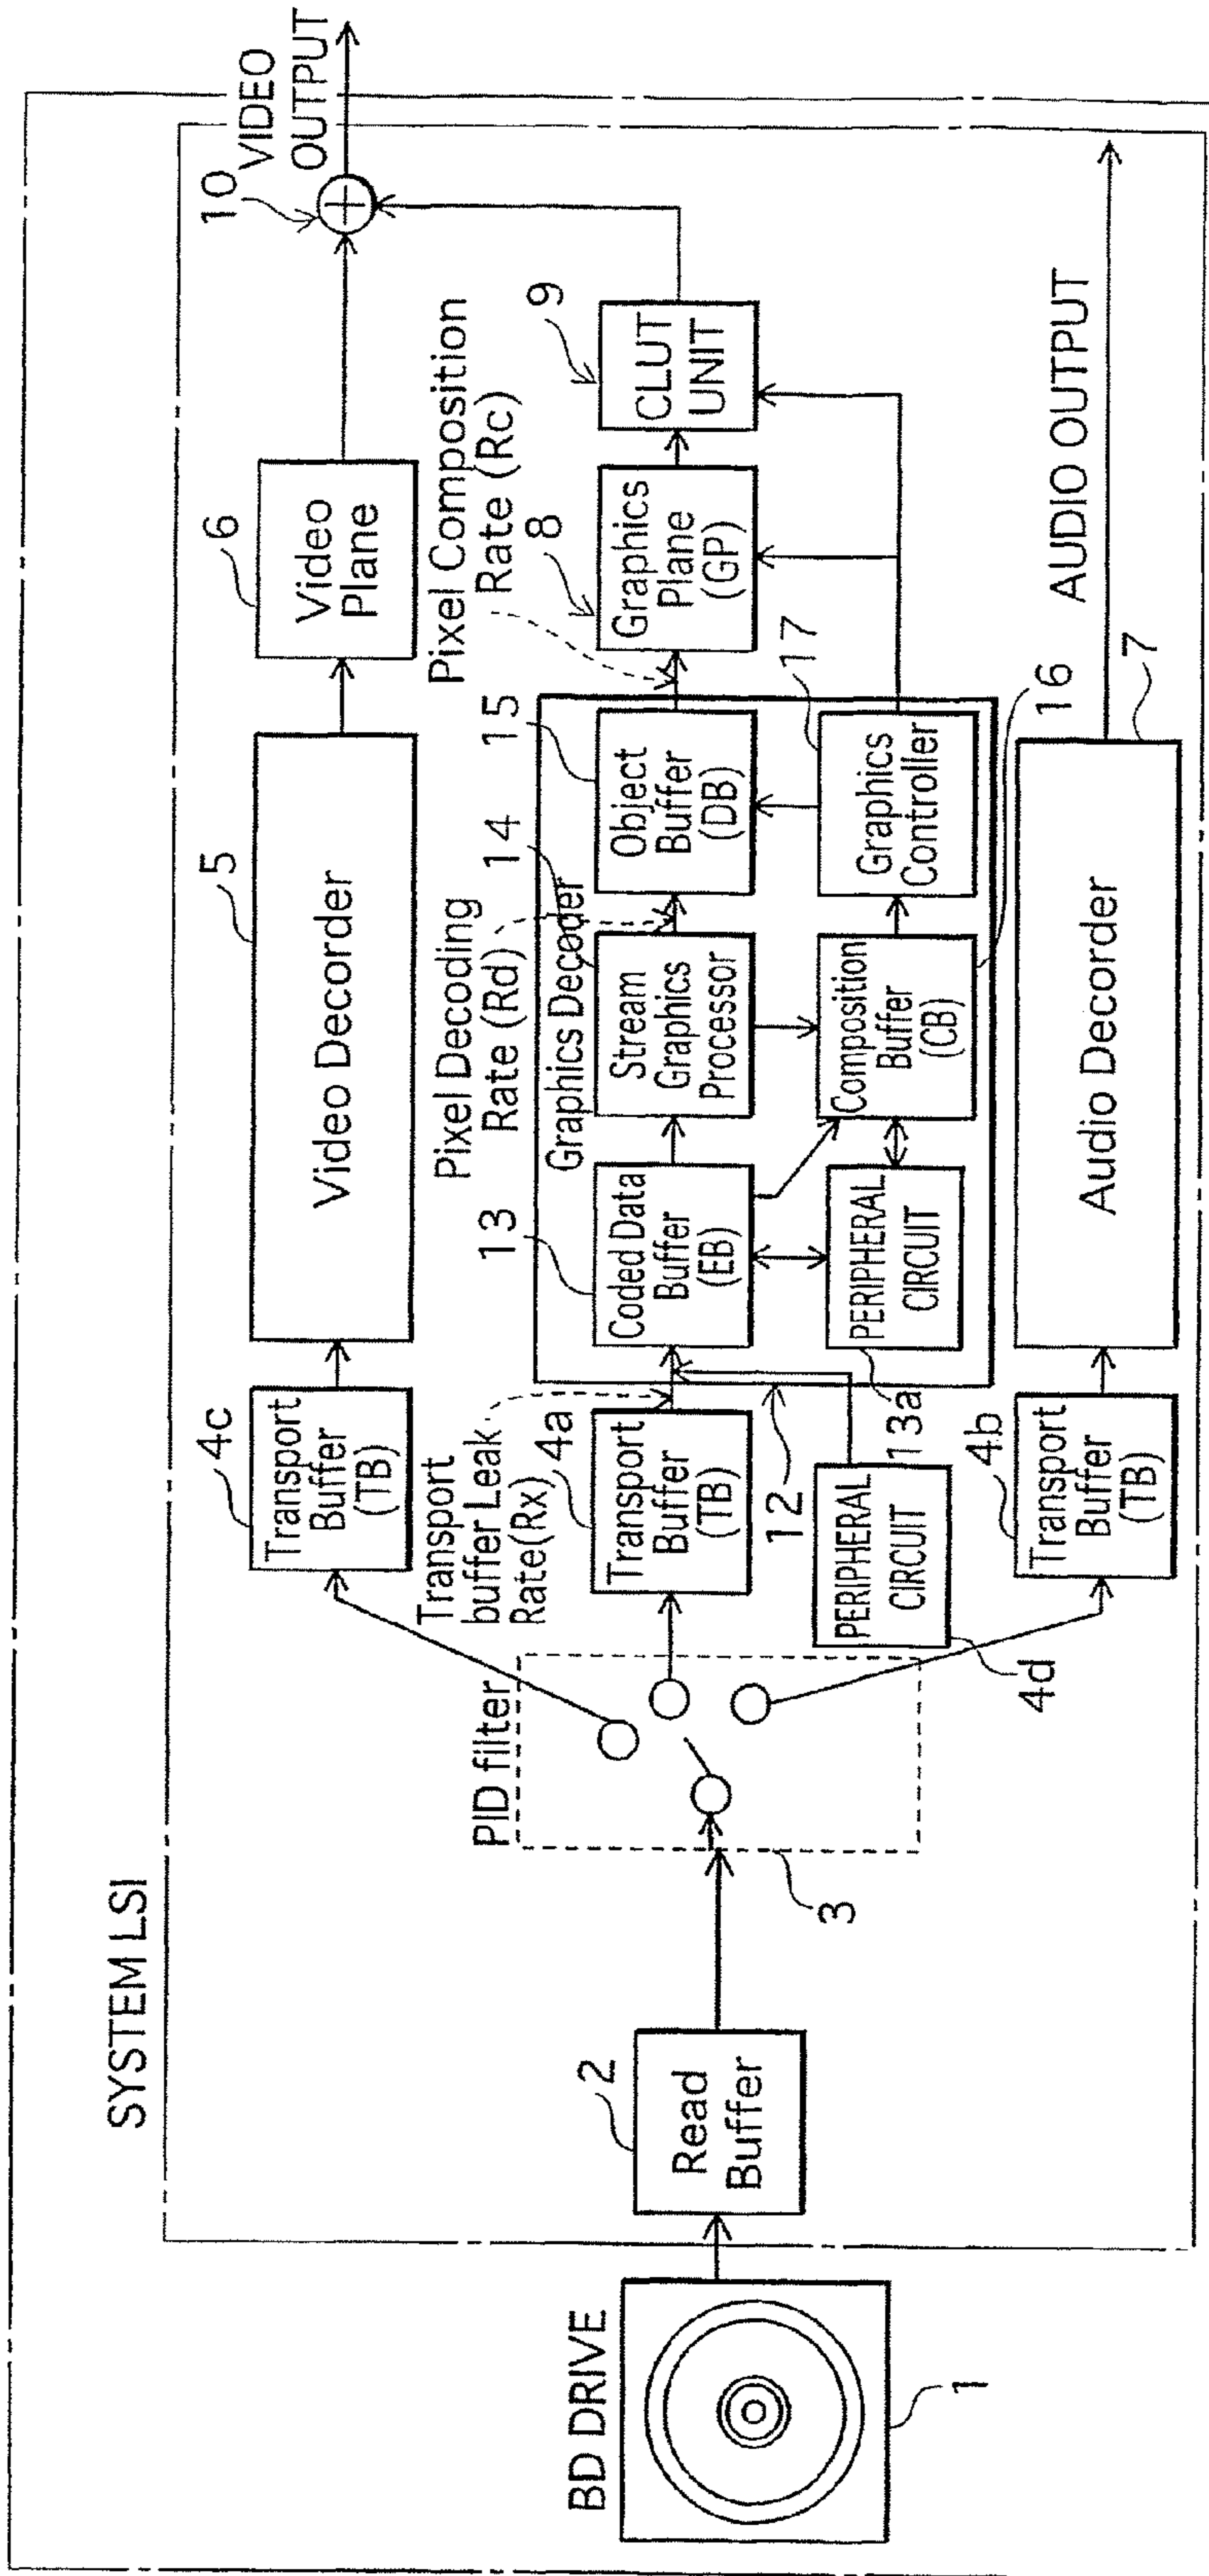 SYSTEM LSI
BD DRIVE
1
2
Read
Buffer
3
PID filter
4c
Transport
Buffer
(TB)
Transport
buffer Leak
Rate(Rx)
4a
Transport
Buffer
(TB)
12
PERIPHERAL
CIRCUIT
4d
4b
Transport
Buffer
(TB)
5
Video Decorder
6
Video
Plane
10
VIDEO
OUTPUT
Pixel Decoding
Rate (Rd)
Graphics Decoder
13
Coded Data
Buffer
(EB)
PERIPHERAL
CIRCUIT
13a
14
Stream
Graphics
Processor
Composition
Buffer
(CB)
16
15
Object
Buffer
(DB)
17
Graphics
Controller
Pixel Composition
Rate (Rc)
8
Graphics
Plane
(GP)
9
CLUT
UNIT
Audio Decorder
7
AUDIO OUTPUT